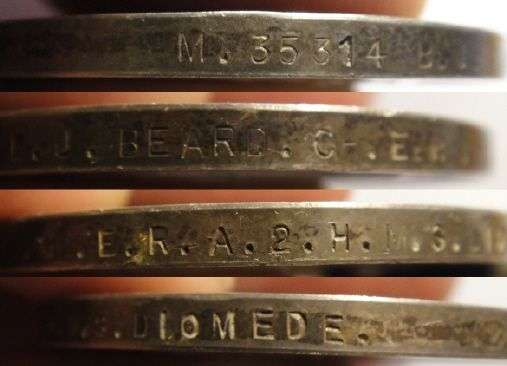 M. 35314
.J. BEARD. C .E.
.E.R.A.2.H.M.S.
.DIOMEDE.